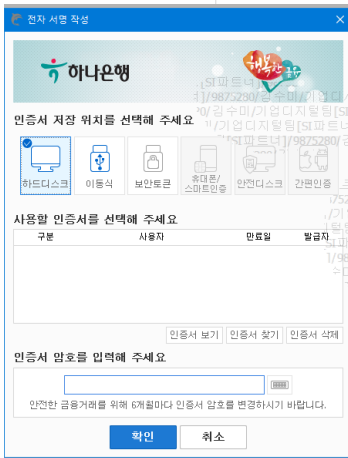 전자 서명 작성
하나은행
행복한 금융
인증서 저장 위치를 선택해 주세요
하드디스크
이동식
보안토큰
휴대폰/
스마트인증
안전디스크
간편인증
사용할 인증서를 선택해 주세요
구분 사용자 만료일 발급자
인증서 보기 인증서 찾기 인증서 삭제
인증서 암호를 입력해 주세요
안전한 금융거래를 위해 6개월마다 인증서 암호를 변경하시기 바랍니다.
확인 취소